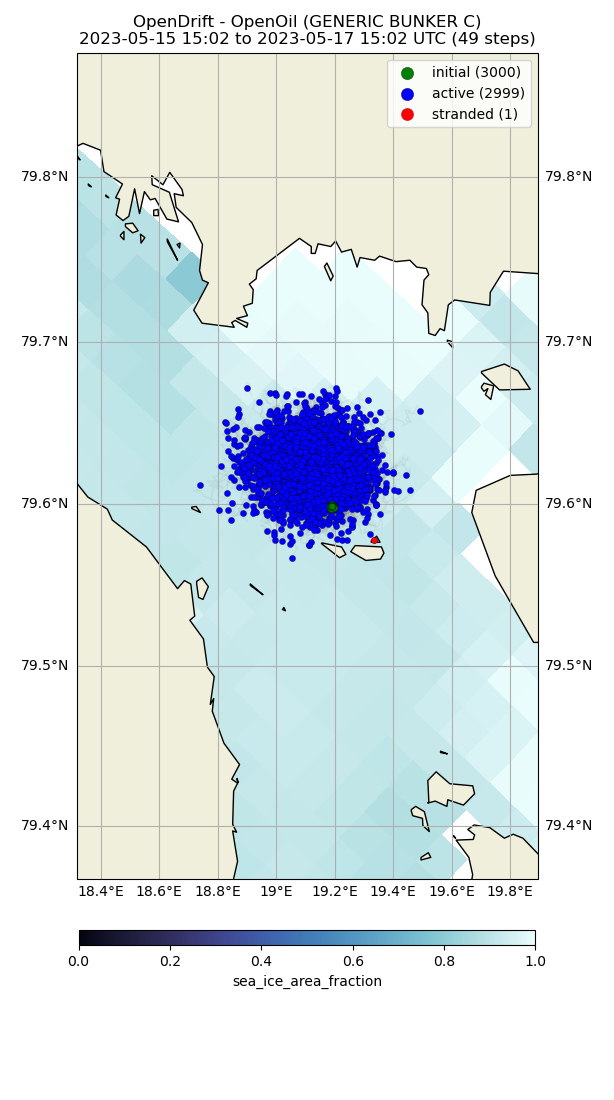 OpenDrift - OpenOil (GENERIC BUNKER C)
2023-05-15 15:02 to 2023-05-17 15:02 UTC (49 steps)
initial (3000)
active (2999)
stranded (1)
79.8°N 79.8°N
79.7°N 79.7°N
79.6°N 79.6°N
79.5°N 79.5°N
79.4°N 79.4°N
18.4°E 18.6°E 18.8°E 19°E 19.2°E 19.4°E 19.6°E 19.8°E
0.0 0.2 0.4 0.6 0.8 1.0
sea_ice_area_fraction